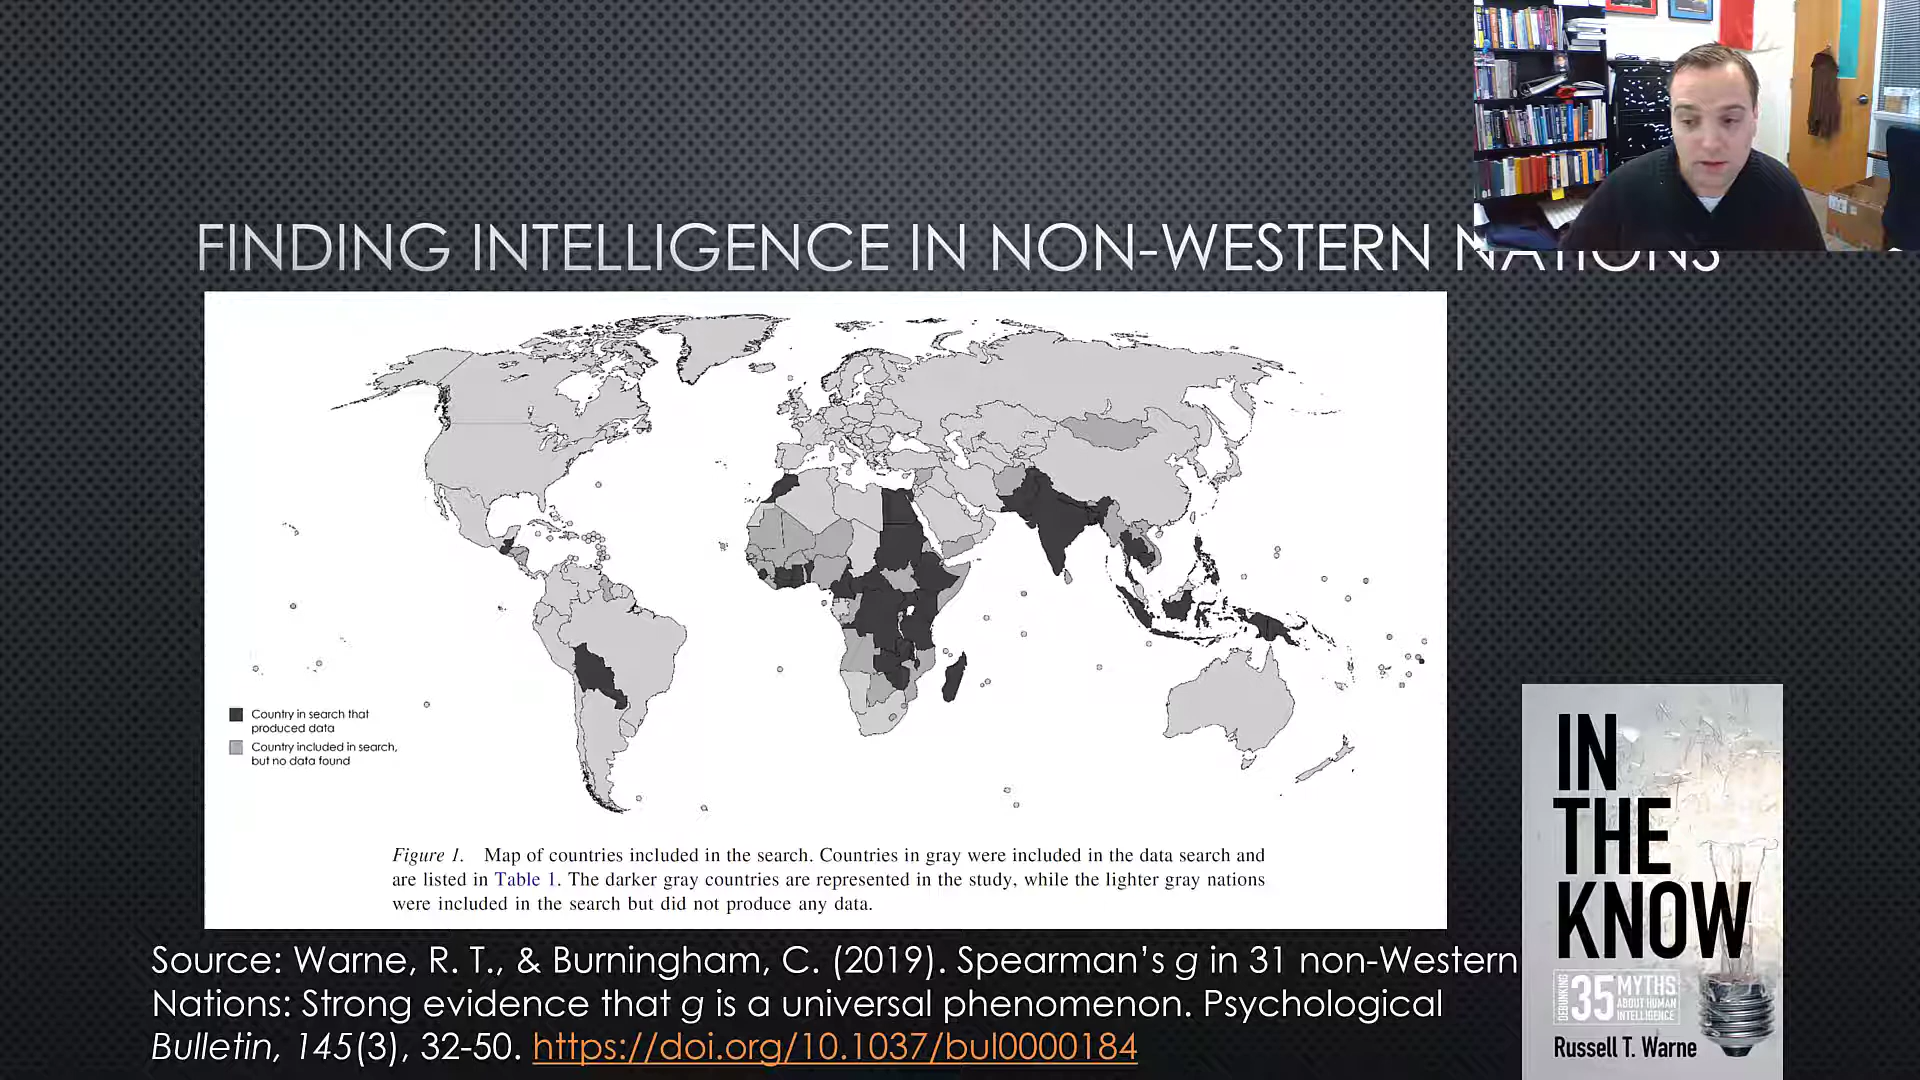 FINDING INTELLIGENCE IN NON-WESTERN NATIONS
Country in search that
produced data
Country included in search,
but no data found
Figure 1. Map of countries included in the search. Countries in gray were included in the data search and
are listed in Table 1. The darker gray countries are represented in the study, while the lighter gray nations
were included in the search but did not produce any data.
Source: Warne, R. T., & Burningham, C. (2019). Spearman’s g in 31 non-Western
Nations: Strong evidence that g is a universal phenomenon. Psychological
Bulletin, 145(3), 32-50. https://doi.org/10.1037/bul0000184
IN
THE
KNOW
DEBUNKING
35
MYTHS
ABOUT HUMAN
INTELLIGENCE
Russell T. Warne